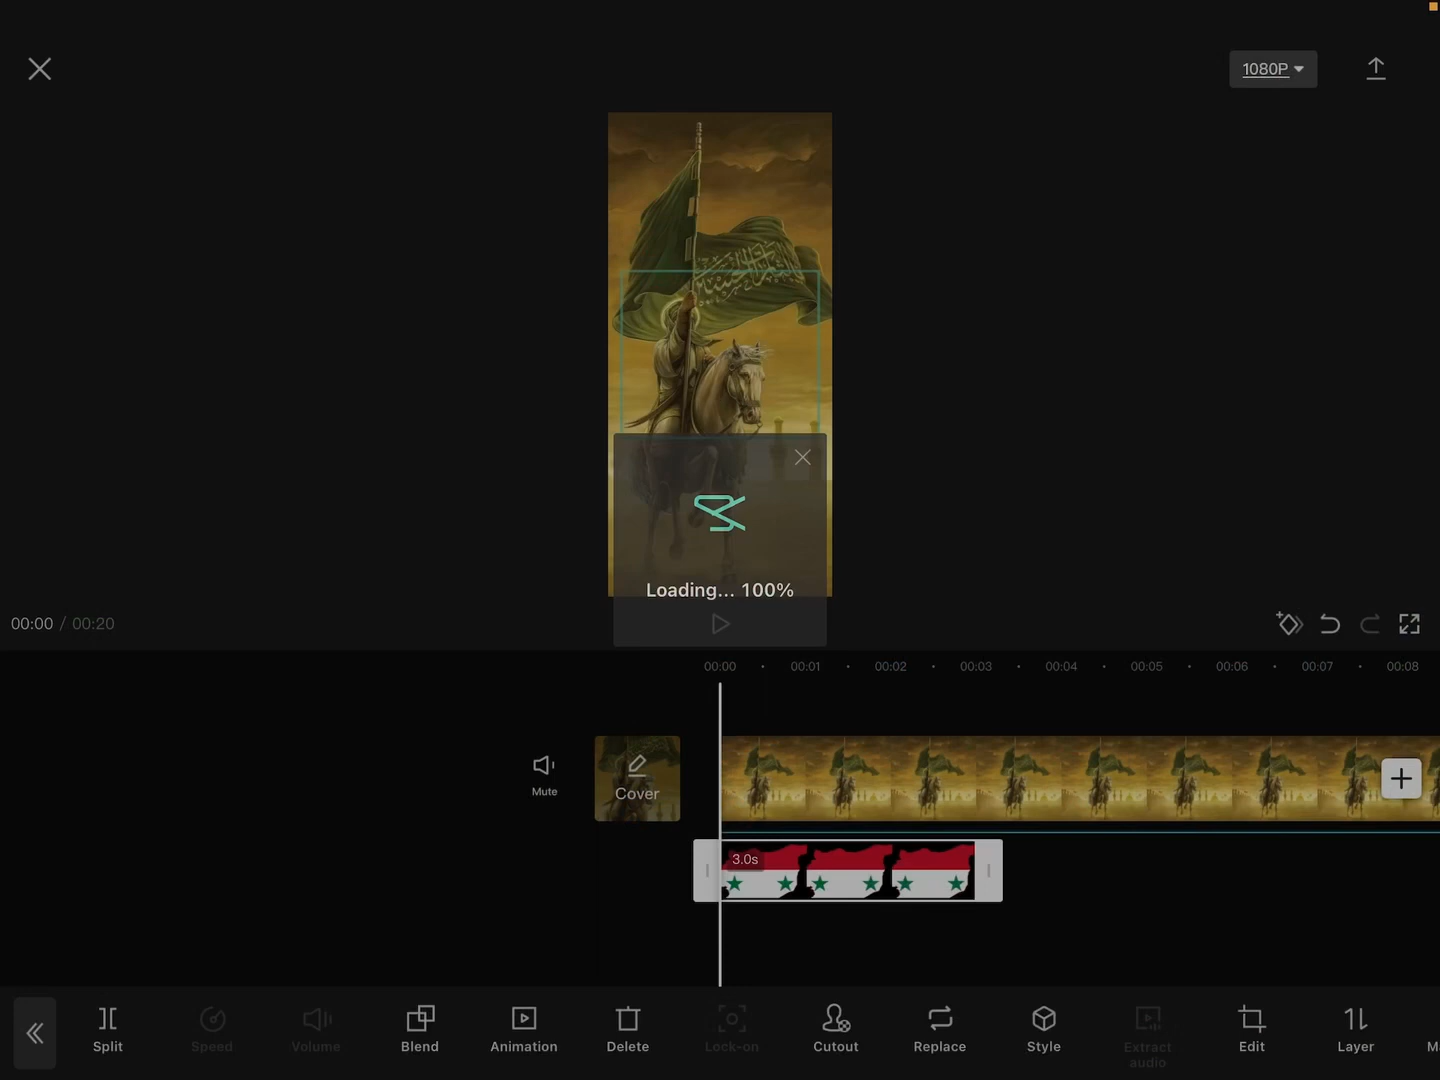 1080P
Loading... 100%
00:00 / 00:20
00:00 00:01 00:02 00:03 00:04 00:05 00:06 00:07 00:08
Mute
Cover
3.0s
Split Speed Volume Blend Animation Delete Lock-on Cutout Replace Style Extract audio Edit Layer